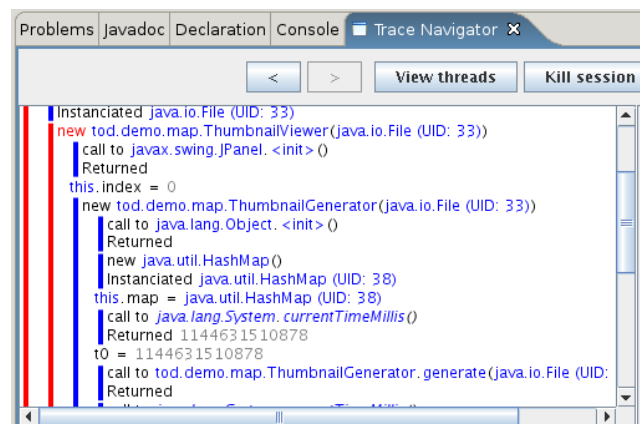 Problems Javadoc Declaration Console Trace Navigator
< > View threads Kill session
Instanciated java.io.File (UID: 33)
new tod.demo.map.ThumbnailViewer(java.io.File (UID: 33))
call to javax.swing.JPanel. <init>()
Returned
this.index = 0
new tod.demo.map.ThumbnailGenerator(java.io.File (UID: 33))
call to java.lang.Object. <init>()
Returned
new java.util.HashMap()
Instanciated java.util.HashMap (UID: 38)
this.map = java.util.HashMap (UID: 38)
call to java.lang.System. currentTimeMillis()
Returned 1144631510878
t0 = 1144631510878
call to tod.demo.map.ThumbnailGenerator.generate(java.io.File (UID:
Returned